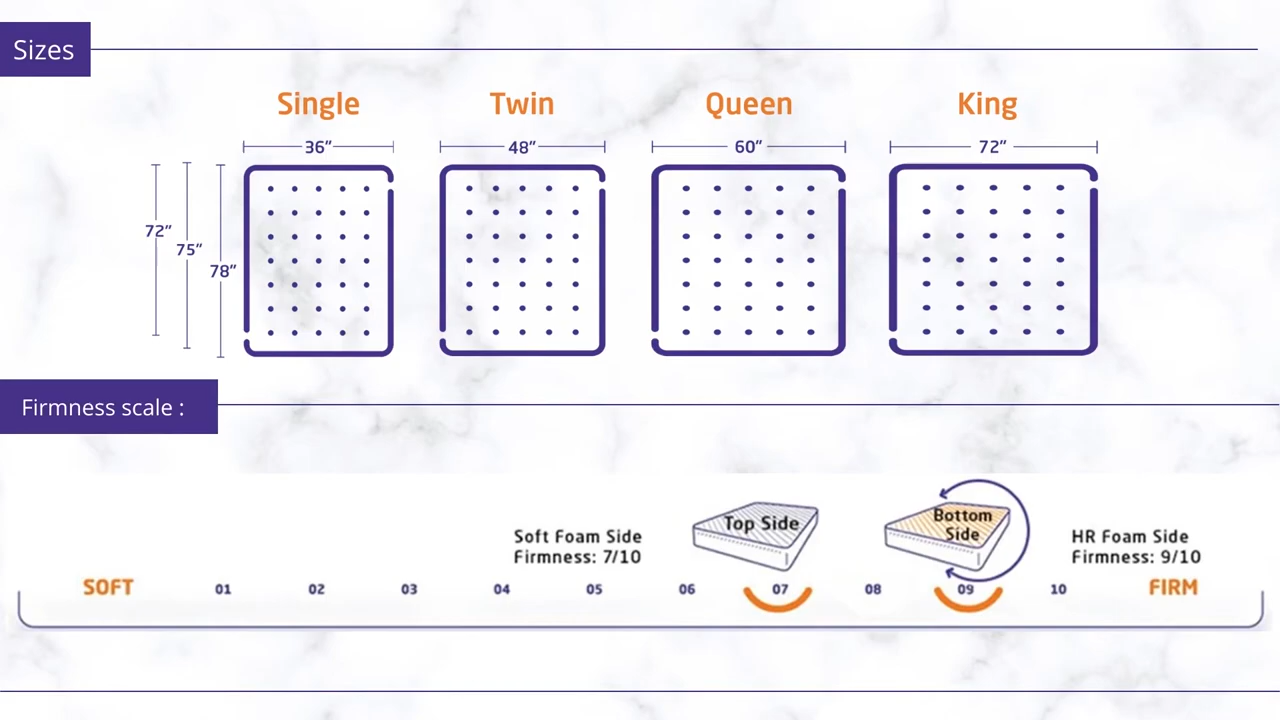 Sizes
Single
Twin
Queen
King
36”
48”
60”
72”
72”
75”
78”
Firmness scale :
Soft Foam Side
Firmness: 7/10
Top Side
Bottom
Side
HR Foam Side
Firmness: 9/10
SOFT 01 02 03 04 05 06 07 08 09 10 FIRM